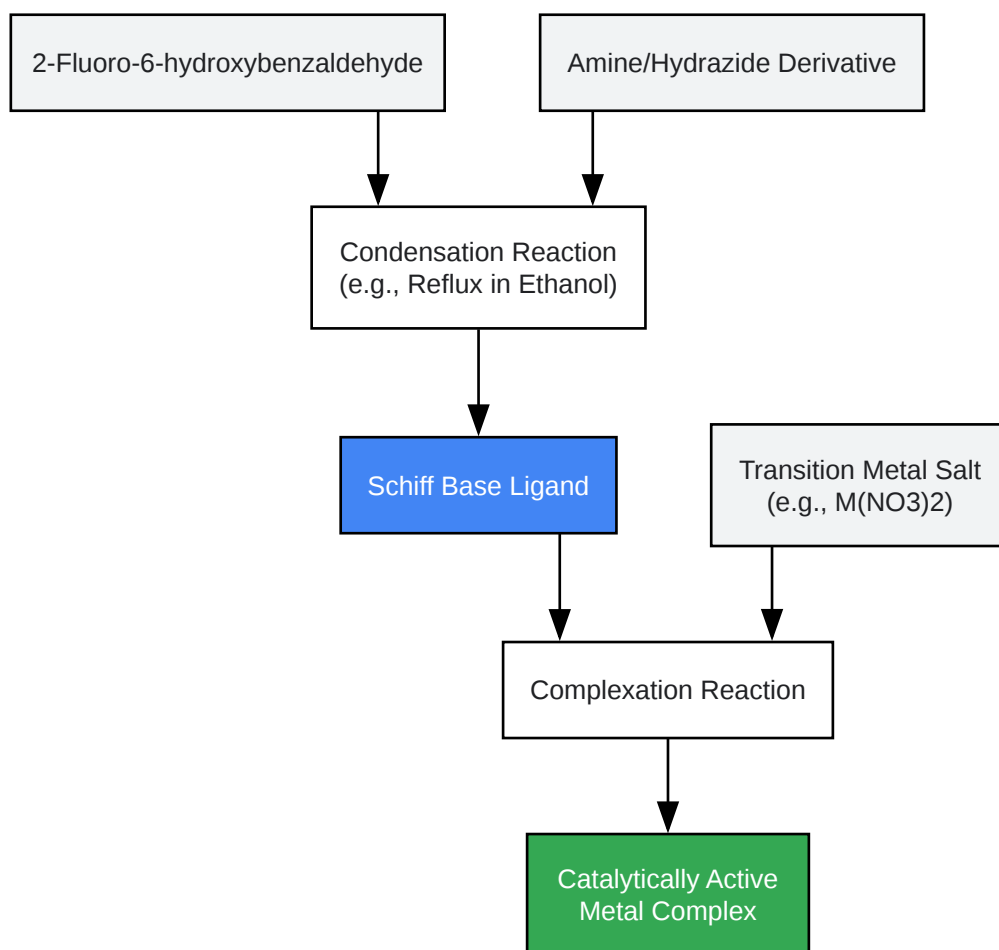 2-Fluoro-6-hydroxybenzaldehyde
Amine/Hydrazide Derivative
Condensation Reaction
(e.g., Reflux in Ethanol)
Schiff Base Ligand
Transition Metal Salt
(e.g., M(NO3)2)
Complexation Reaction
Catalytically Active
Metal Complex